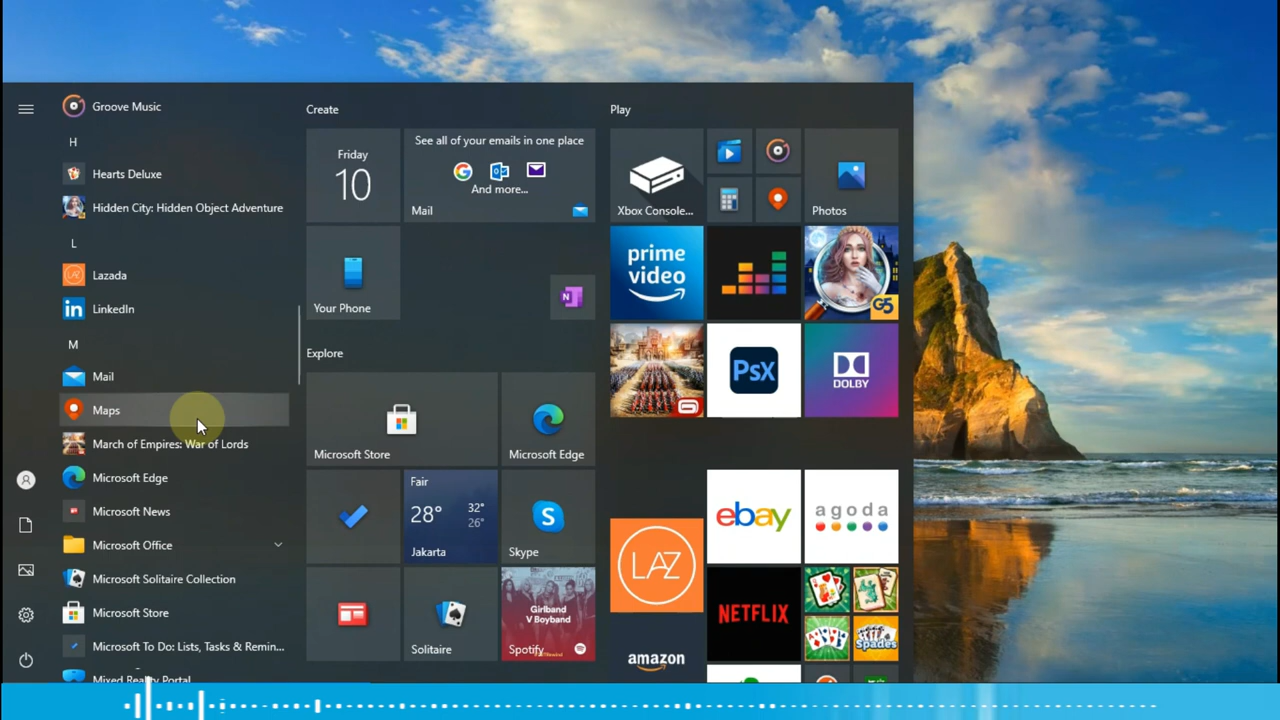 Groove Music
H
Hearts Deluxe
Hidden City: Hidden Object Adventure
L
Lazada
LinkedIn
M
Mail
Maps
March of Empires: War of Lords
Microsoft Edge
Microsoft News
Microsoft Office
Microsoft Solitaire Collection
Microsoft Store
Microsoft To Do: Lists, Tasks & Remin...
Mixed Reality Portal
Create
Friday
10
See all of your emails in one place
And more...
Mail
Your Phone
Explore
Microsoft Store
Microsoft Edge
Fair
28°
32°
26°
Jakarta
Skype
Solitaire
Girlband
V Boyband
Spotify
Play
Xbox Console...
Photos
prime
video
G5
PsX
DOLBY
LAZ
ebay
agoda
NETFLIX
Spades
amazon